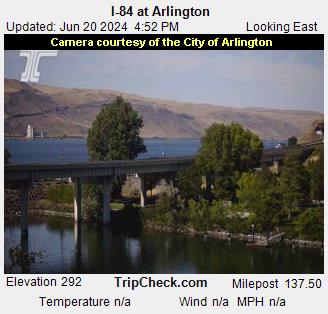 I-84 at Arlington
Updated: Jun 20 2024 4:52 PM Looking East
Camera courtesy of the City of Arlington
Elevation 292 TripCheck.com Milepost 137.50
Temperature n/a Wind n/a MPH n/a